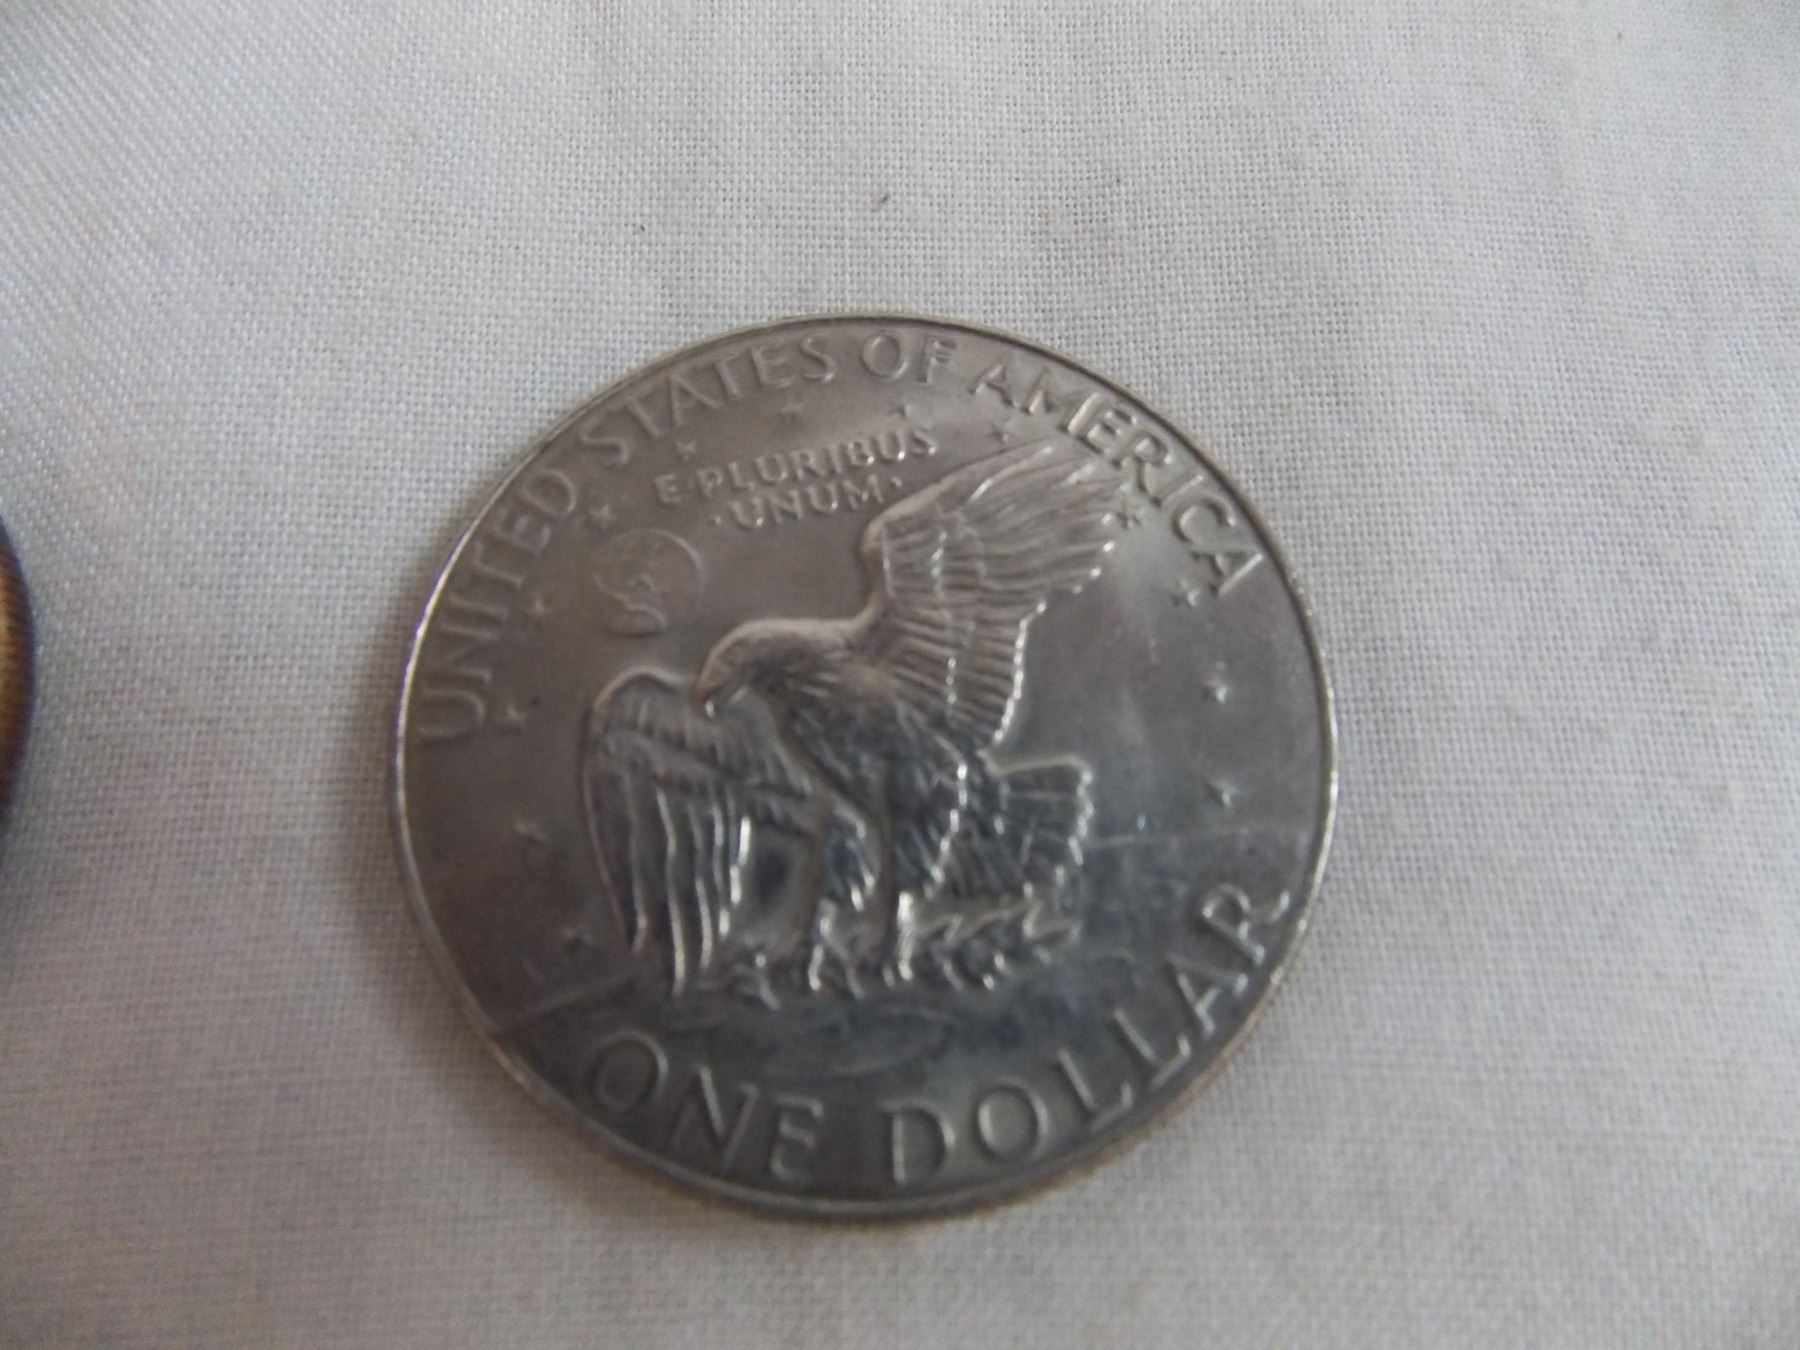 UNITED STATES OF AMERICA
E·PLURIBUS
·UNUM·
ONE DOLLAR